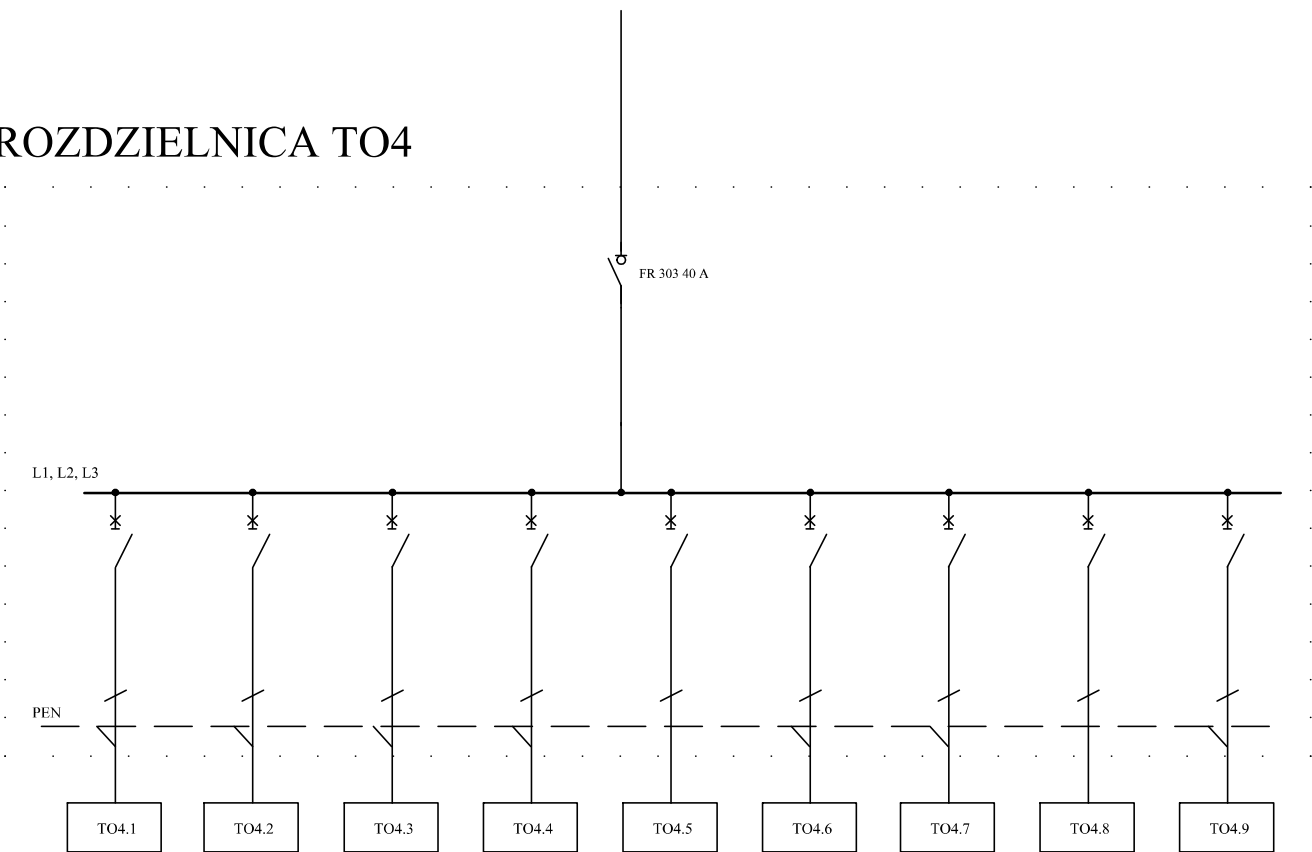 ROZDZIELNICA TO4
FR 303 40 A
L1, L2, L3
PEN
TO4.1
TO4.2
TO4.3
TO4.4
TO4.5
TO4.6
TO4.7
TO4.8
TO4.9